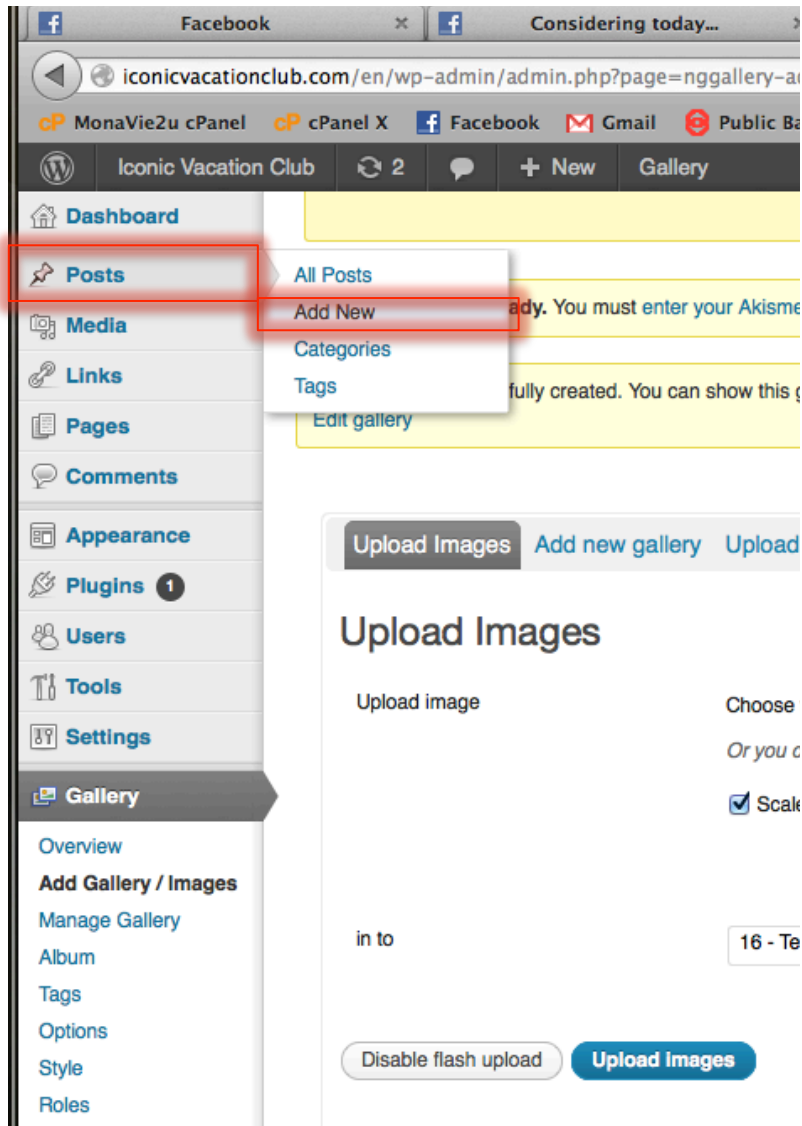 Facebook
Considering today...
iconicvacationclub.com/en/wp-admin/admin.php?page=nggallery-ad
cP MonaVie2u cPanel cP cPanel X Facebook Gmail Public Ba
Iconic Vacation Club 2 + New Gallery
Dashboard
Posts
All Posts
Add New
ady. You must enter your Akisme
Media
Categories
Links
Tags
fully created. You can show this g
Edit gallery
Pages
Comments
Appearance
Upload Images Add new gallery Upload
Plugins 1
Users
Upload Images
Tools
Upload image
Choose
Settings
Or you c
Gallery
Scale
Overview
Add Gallery / Images
Manage Gallery
in to
16 - Te
Album
Tags
Options
Disable flash upload Upload images
Style
Roles